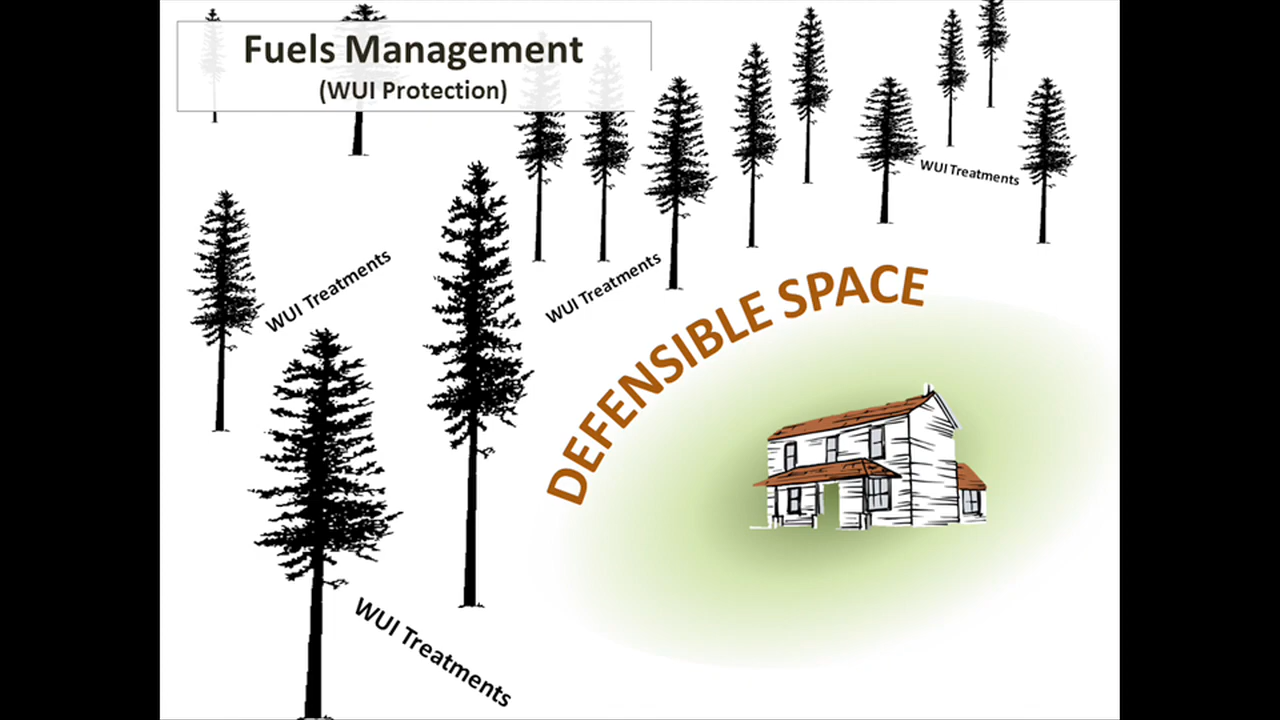 Fuels Management
(WUI Protection)
WUI Treatments
WUI Treatments
WUI Treatments
DEFENSIBLE SPACE
WUI Treatments